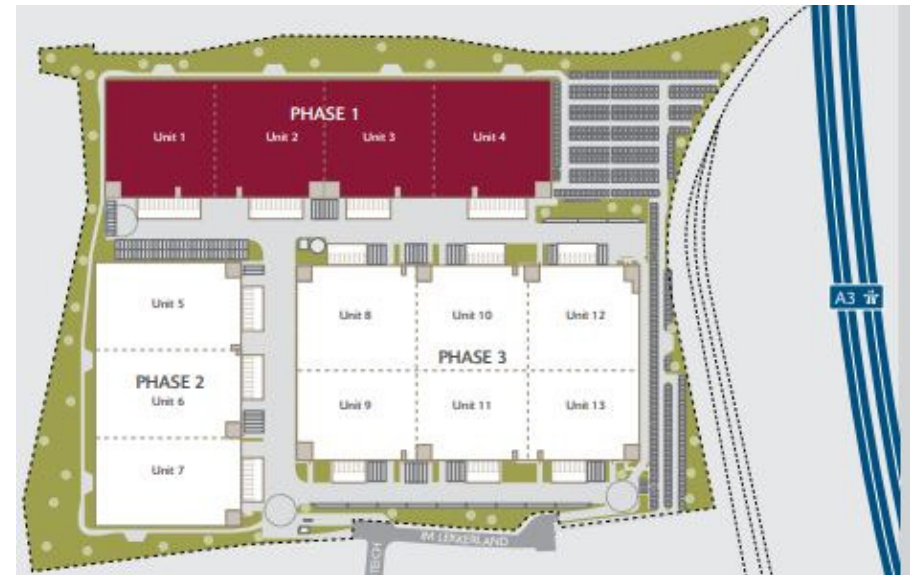 PHASE 1
Unit 1
Unit 2
Unit 3
Unit 4
Unit 5
PHASE 2
Unit 6
Unit 7
Unit 8
Unit 10
Unit 12
PHASE 3
Unit 9
Unit 11
Unit 13
A3
IM LEKKERLAND
TEICH